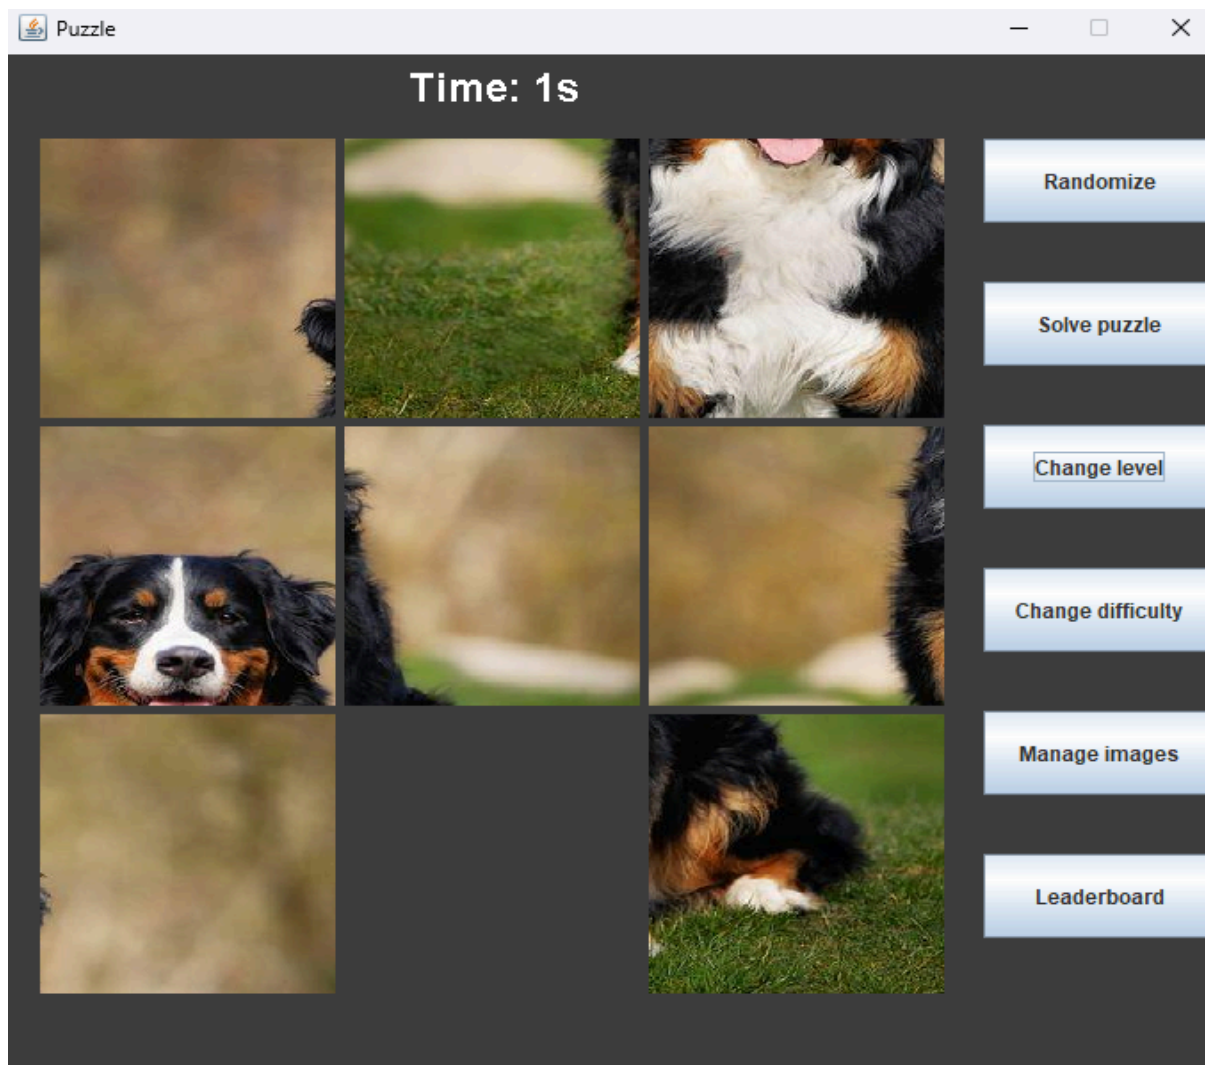 Puzzle
Time: 1s
Randomize
Solve puzzle
Change level
Change difficulty
Manage images
Leaderboard